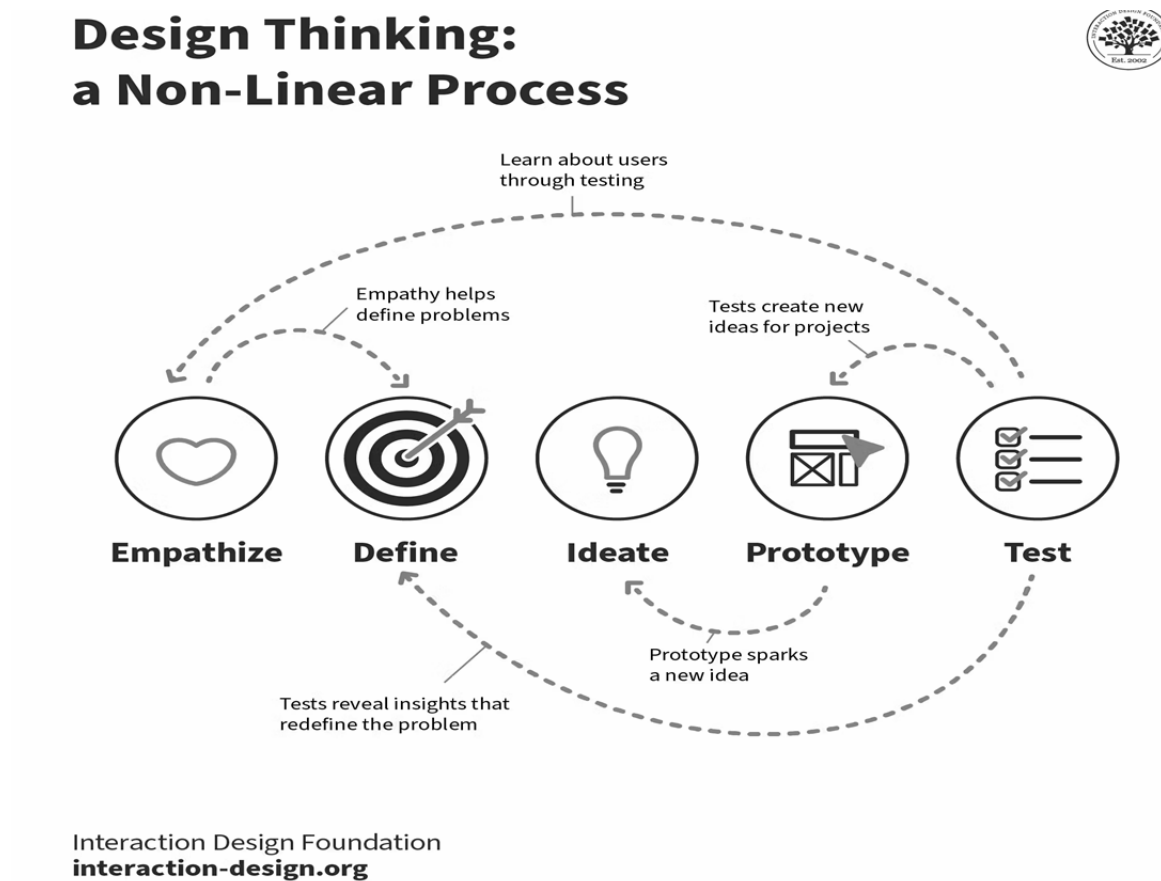 Design Thinking:
a Non-Linear Process
Est. 2002
Learn about users
through testing
Empathy helps
define problems
Tests create new
ideas for projects
Empathize
Define
Ideate
Prototype
Test
Prototype sparks
a new idea
Tests reveal insights that
redefine the problem
Interaction Design Foundation
interaction-design.org